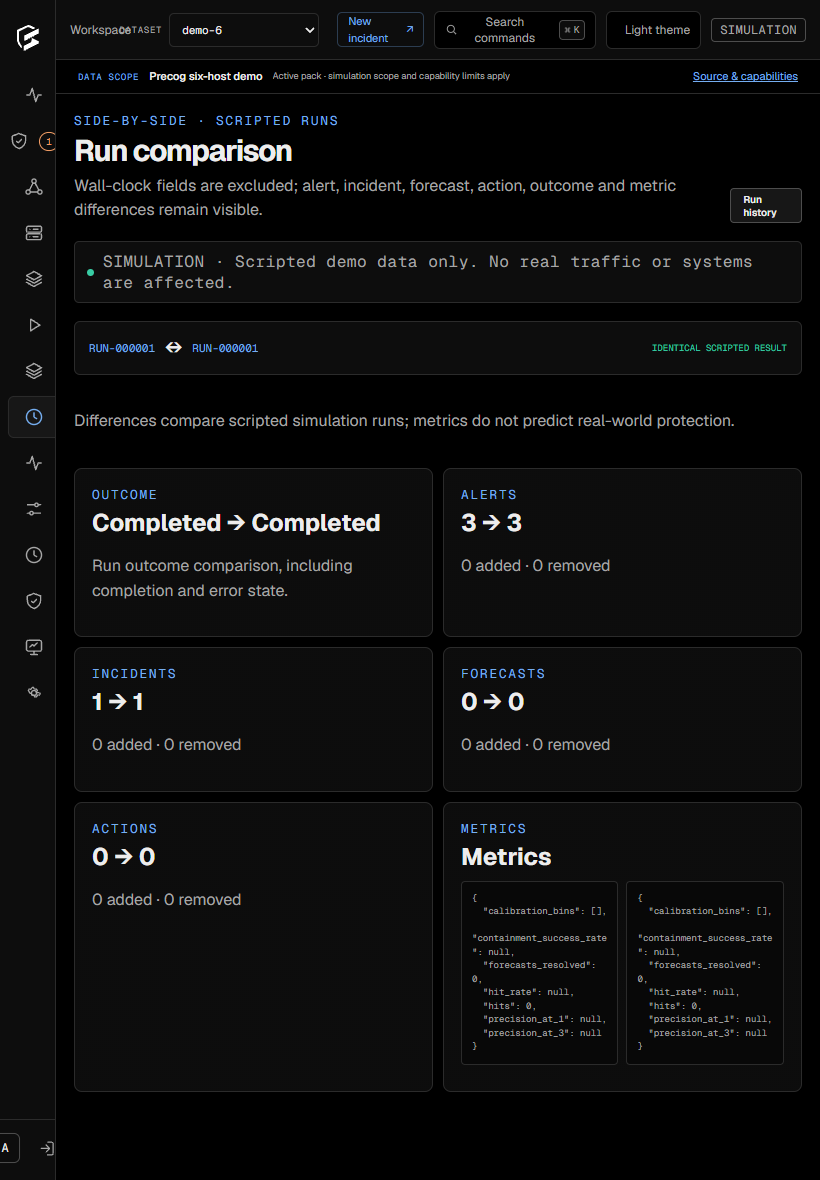 Workspace DATASET demo-6 New incident ↗ Search commands ⌘ K Light theme SIMULATION
DATA SCOPE Precog six-host demo Active pack · simulation scope and capability limits apply Source & capabilities
1
SIDE-BY-SIDE · SCRIPTED RUNS
Run comparison
Wall-clock fields are excluded; alert, incident, forecast, action, outcome and metric
differences remain visible.
Run
history
SIMULATION · Scripted demo data only. No real traffic or systems
are affected.
RUN-000001 ↔ RUN-000001 IDENTICAL SCRIPTED RESULT
Differences compare scripted simulation runs; metrics do not predict real-world protection.
OUTCOME
Completed → Completed
Run outcome comparison, including
completion and error state.
ALERTS
3 → 3
0 added · 0 removed
INCIDENTS
1 → 1
0 added · 0 removed
FORECASTS
0 → 0
0 added · 0 removed
ACTIONS
0 → 0
0 added · 0 removed
METRICS
Metrics
{
"calibration_bins": [],
"containment_success_rate
": null,
"forecasts_resolved":
0,
"hit_rate": null,
"hits": 0,
"precision_at_1": null,
"precision_at_3": null
}
{
"calibration_bins": [],
"containment_success_rate
": null,
"forecasts_resolved":
0,
"hit_rate": null,
"hits": 0,
"precision_at_1": null,
"precision_at_3": null
}
A